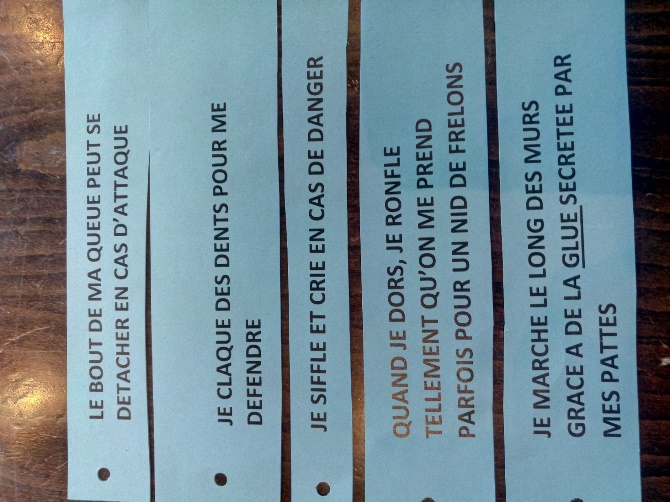 LE BOUT DE MA QUEUE PEUT SE
DETACHER EN CAS D'ATTAQUE
JE CLAQUE DES DENTS POUR ME
DEFENDRE
JE SIFFLE ET CRIE EN CAS DE DANGER
QUAND JE DORS, JE RONFLE
TELLEMENT QU'ON ME PREND
PARFOIS POUR UN NID DE FRELONS
JE MARCHE LE LONG DES MURS
GRACE A DE LA GLUE SECRETEE PAR
MES PATTES